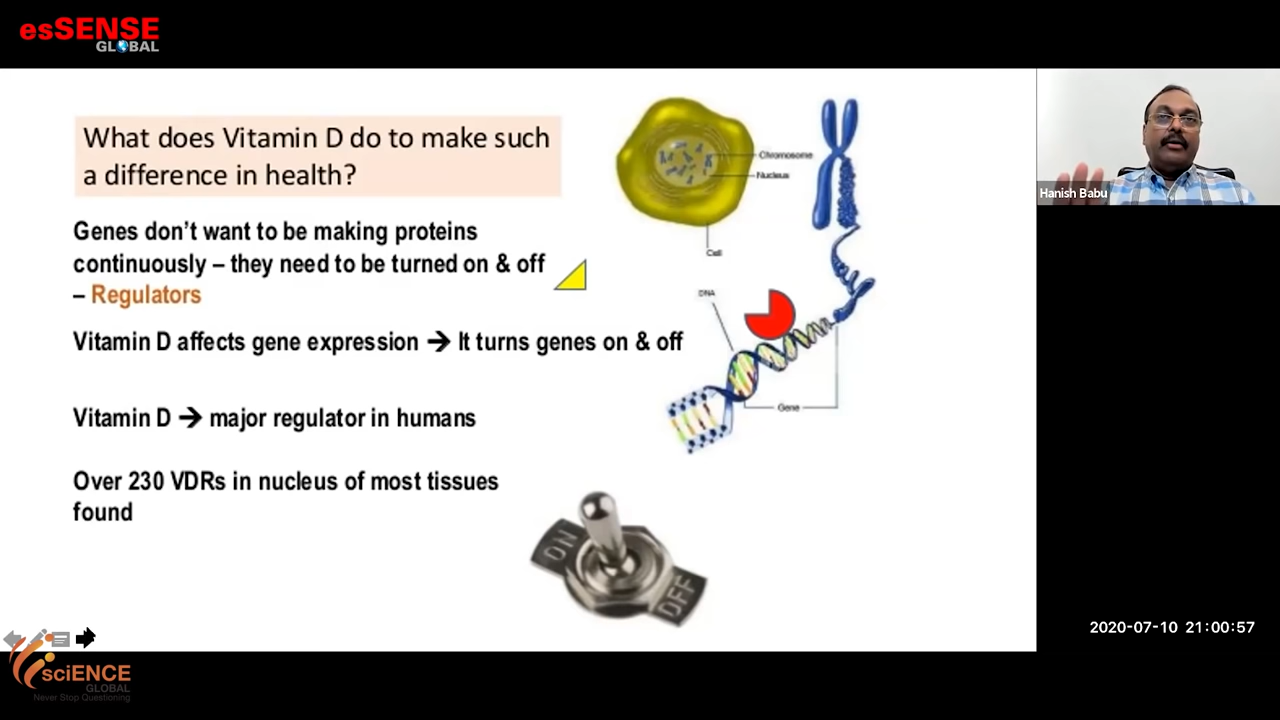 esSENSE
GLOBAL
What does Vitamin D do to make such
a difference in health?
Genes don’t want to be making proteins
continuously – they need to be turned on & off
– Regulators
Vitamin D affects gene expression ➔ It turns genes on & off
Vitamin D ➔ major regulator in humans
Over 230 VDRs in nucleus of most tissues
found
Chromosome
Nucleus
Cell
DNA
Gene
ON
OFF
Hanish Babu
2020-07-10 21:00:57
sciENCE
GLOBAL
Never Stop Questioning